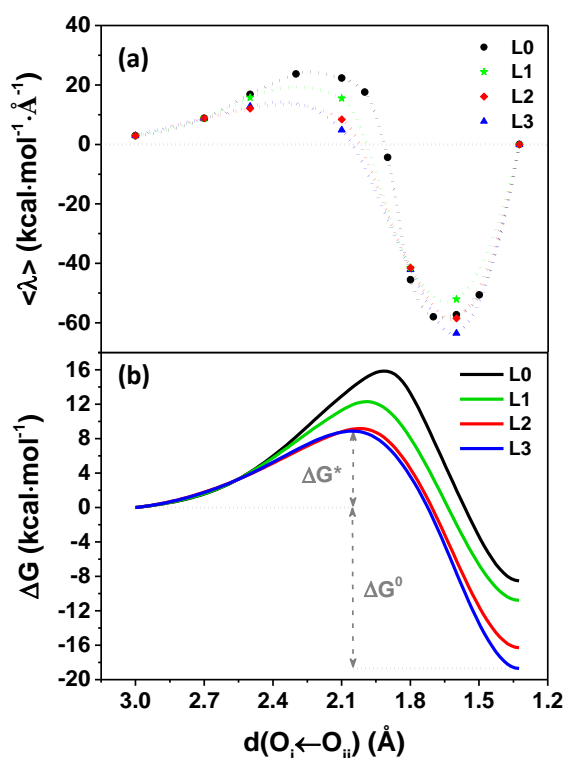 (a)
L0
L1
L2
L3
<λ> (kcal·mol⁻¹·Å⁻¹)
40
20
0
-20
-40
-60
(b)
L0
L1
L2
L3
ΔG*
ΔG⁰
ΔG (kcal·mol⁻¹)
16
12
8
4
0
-4
-8
-12
-16
-20
3.0 2.7 2.4 2.1 1.8 1.5 1.2
d(Oᵢ←Oᵢᵢ) (Å)